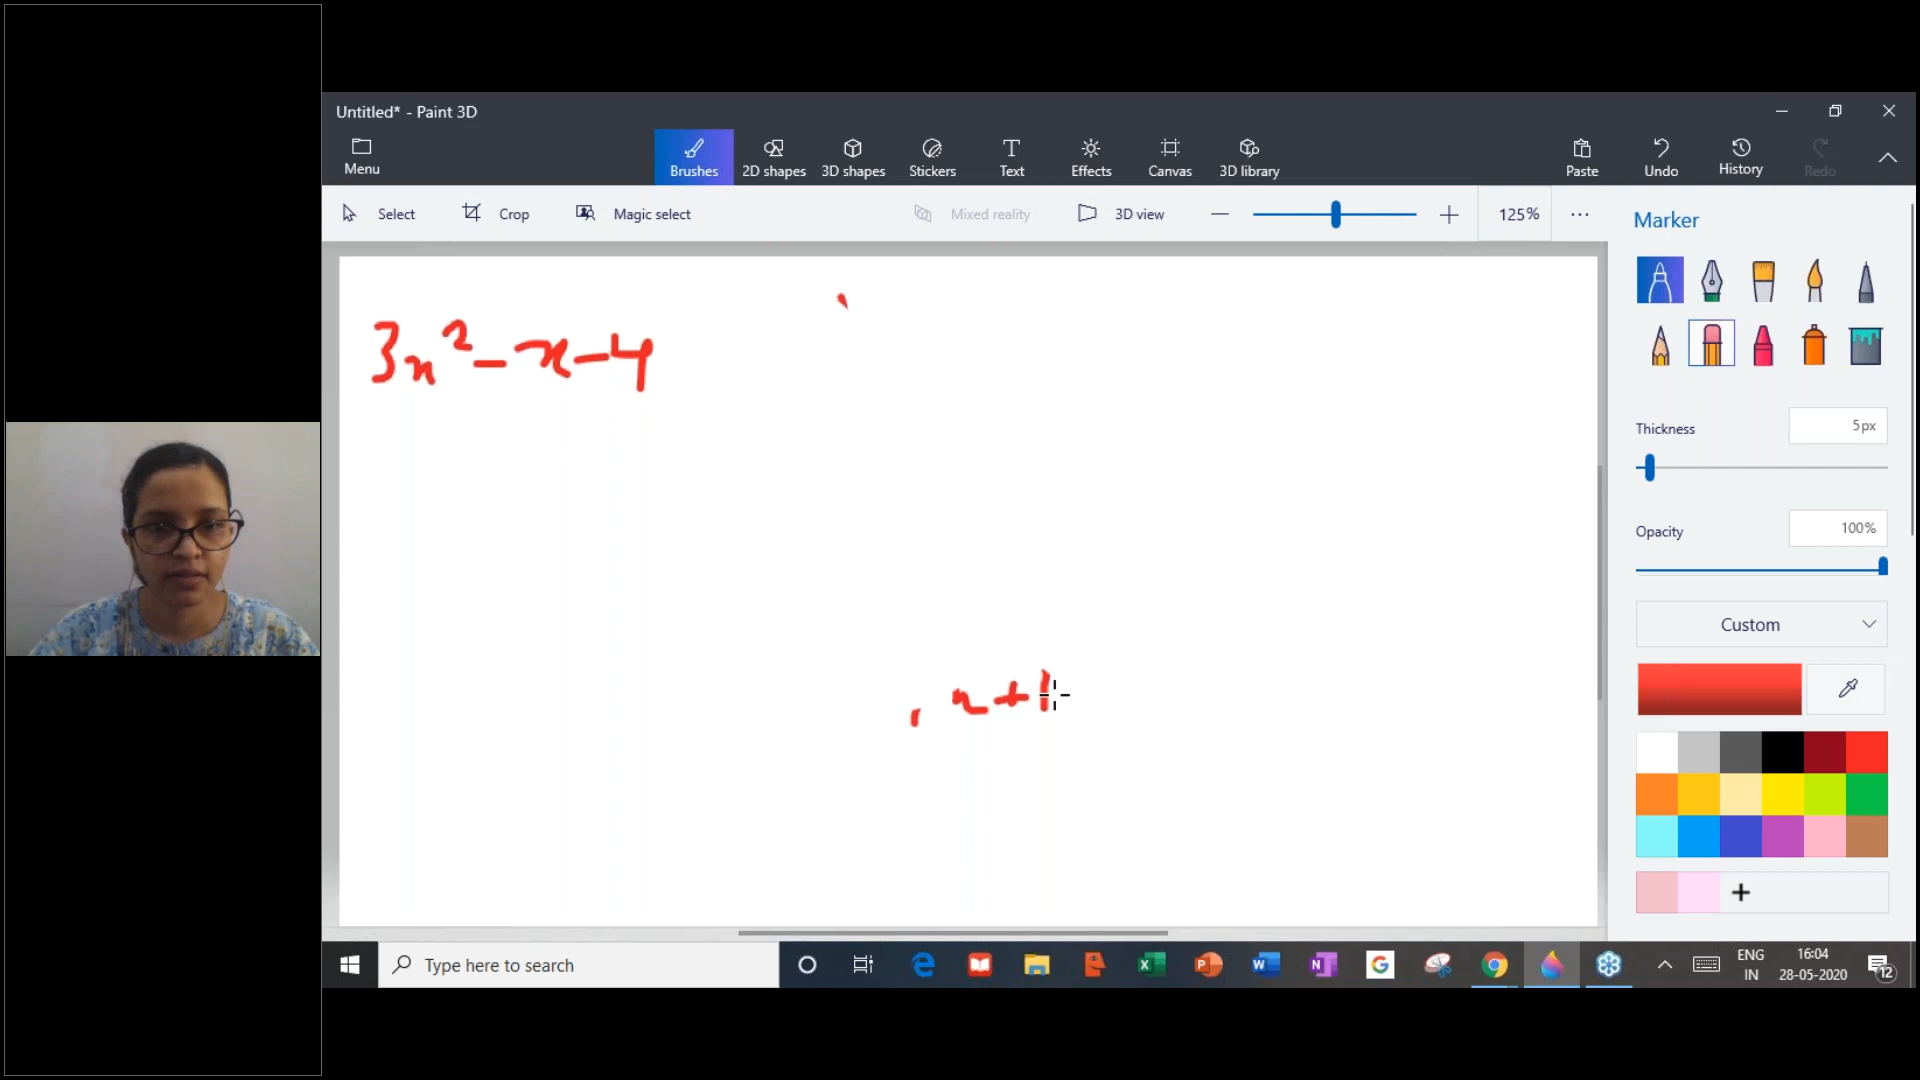 Untitled* - Paint 3D
Menu
Brushes
2D shapes
3D shapes
Stickers
Text
Effects
Canvas
3D library
Paste
Undo
History
Redo
Select
Crop
Magic select
Mixed reality
3D view
125%
Marker
3x² - x - 4
Thickness
5px
Opacity
100%
Custom
, x + 1
Type here to search
ENG
IN
16:04
28-05-2020
12